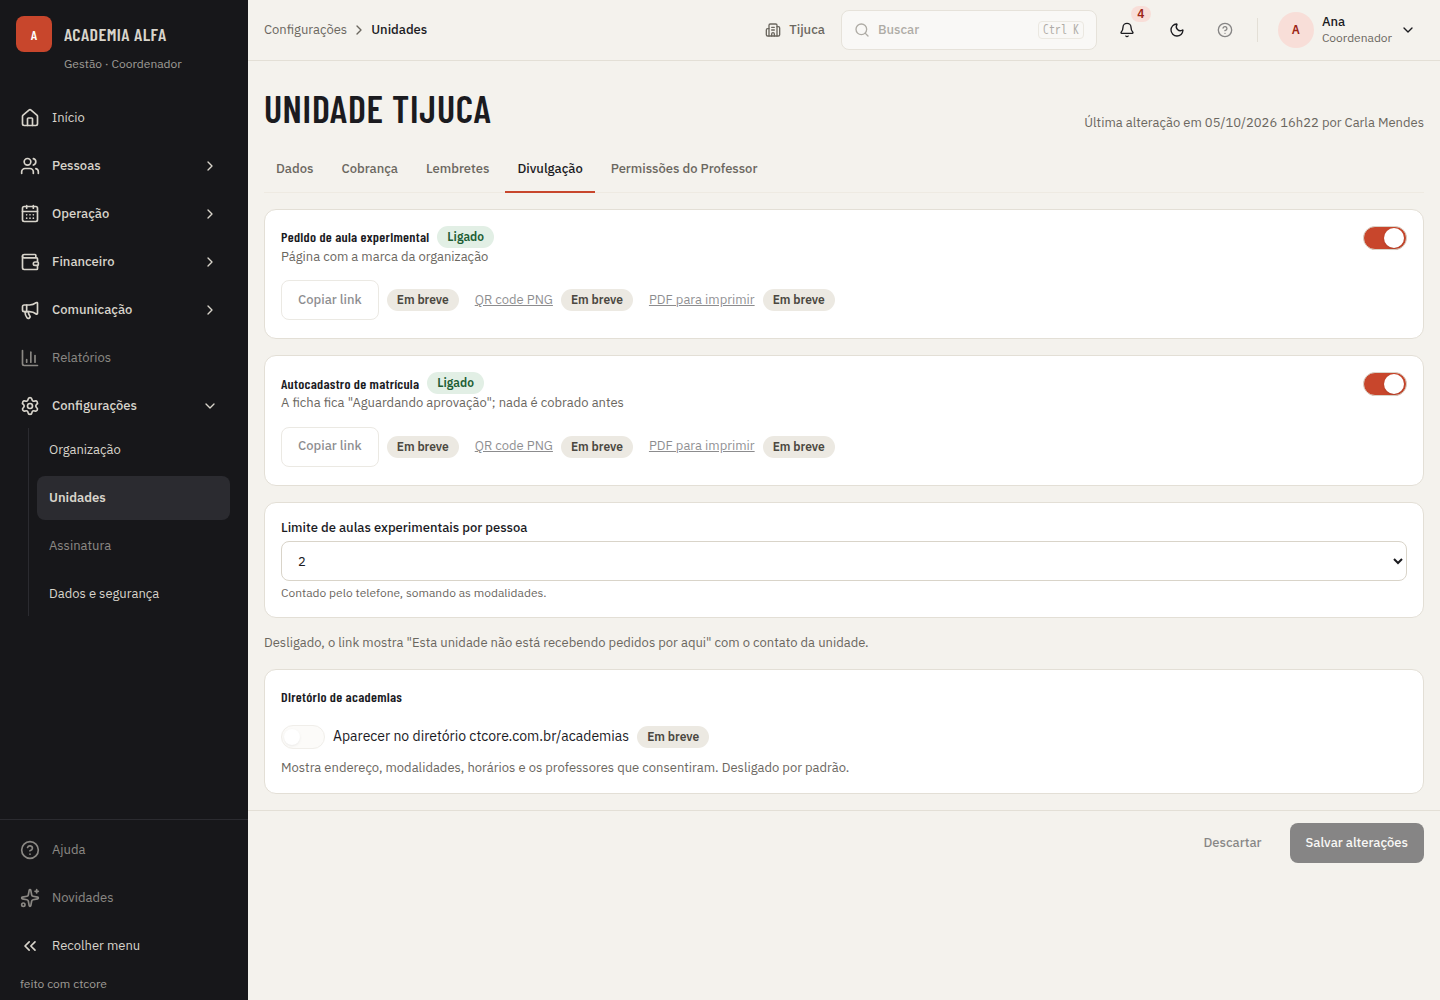 A
ACADEMIA ALFA
Gestão · Coordenador
Início
Pessoas
Operação
Financeiro
Comunicação
Relatórios
Configurações
Organização
Unidades
Assinatura
Dados e segurança
Ajuda
Novidades
Recolher menu
feito com ctcore
Configurações > Unidades
Tijuca
Buscar
Ctrl K
4
A
Ana
Coordenador
UNIDADE TIJUCA
Última alteração em 05/10/2026 16h22 por Carla Mendes
Dados Cobrança Lembretes Divulgação Permissões do Professor
Pedido de aula experimental Ligado
Página com a marca da organização
Copiar link Em breve QR code PNG Em breve PDF para imprimir Em breve
Autocadastro de matrícula Ligado
A ficha fica "Aguardando aprovação"; nada é cobrado antes
Copiar link Em breve QR code PNG Em breve PDF para imprimir Em breve
Limite de aulas experimentais por pessoa
2
Contado pelo telefone, somando as modalidades.
Desligado, o link mostra "Esta unidade não está recebendo pedidos por aqui" com o contato da unidade.
Diretório de academias
Aparecer no diretório ctcore.com.br/academias Em breve
Mostra endereço, modalidades, horários e os professores que consentiram. Desligado por padrão.
Descartar
Salvar alterações